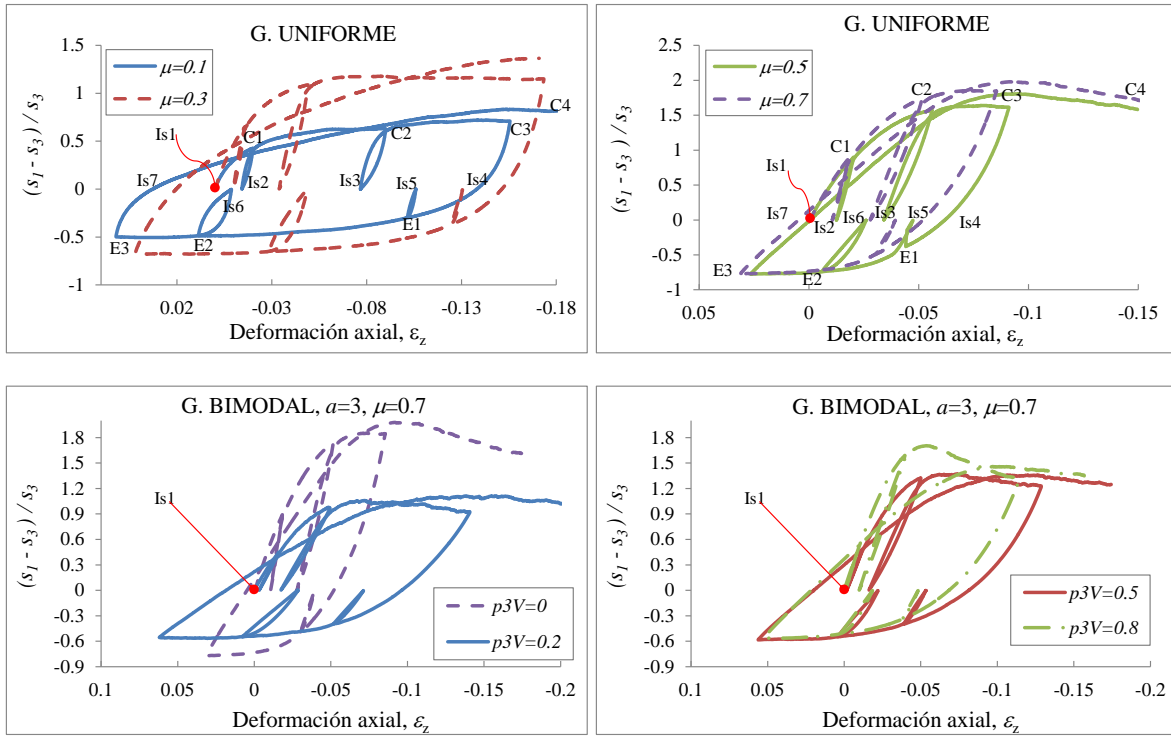 G. UNIFORME
(s1 - s3) / s3
1.5
1
0.5
0
-0.5
-1
μ=0.1
μ=0.3
Is1
C1
C2
C3
C4
Is7
Is2
Is3
Is5
Is4
Is6
E1
E2
E3
0.02 -0.03 -0.08 -0.13 -0.18
Deformación axial, εz
G. UNIFORME
(s1 - s3) / s3
2.5
2
1.5
1
0.5
0
-0.5
-1
μ=0.5
μ=0.7
C2
C3
C4
C1
Is1
Is7
Is2
Is6
Is3
Is5
Is4
E1
E2
E3
0.05 0 -0.05 -0.10 -0.15
Deformación axial, εz
G. BIMODAL, a=3, μ=0.7
(s1 - s3) / s3
1.8
1.5
1.2
0.9
0.6
0.3
0
-0.3
-0.6
-0.9
Is1
p3V=0
p3V=0.2
0.1 0.05 0 -0.05 -0.1 -0.15 -0.2
Deformación axial, εz
G. BIMODAL, a=3, μ=0.7
(s1 - s3) / s3
1.8
1.5
1.2
0.9
0.6
0.3
0
-0.3
-0.6
-0.9
Is1
p3V=0.5
p3V=0.8
0.1 0.05 0 -0.05 -0.1 -0.15 -0.2
Deformación axial, εz